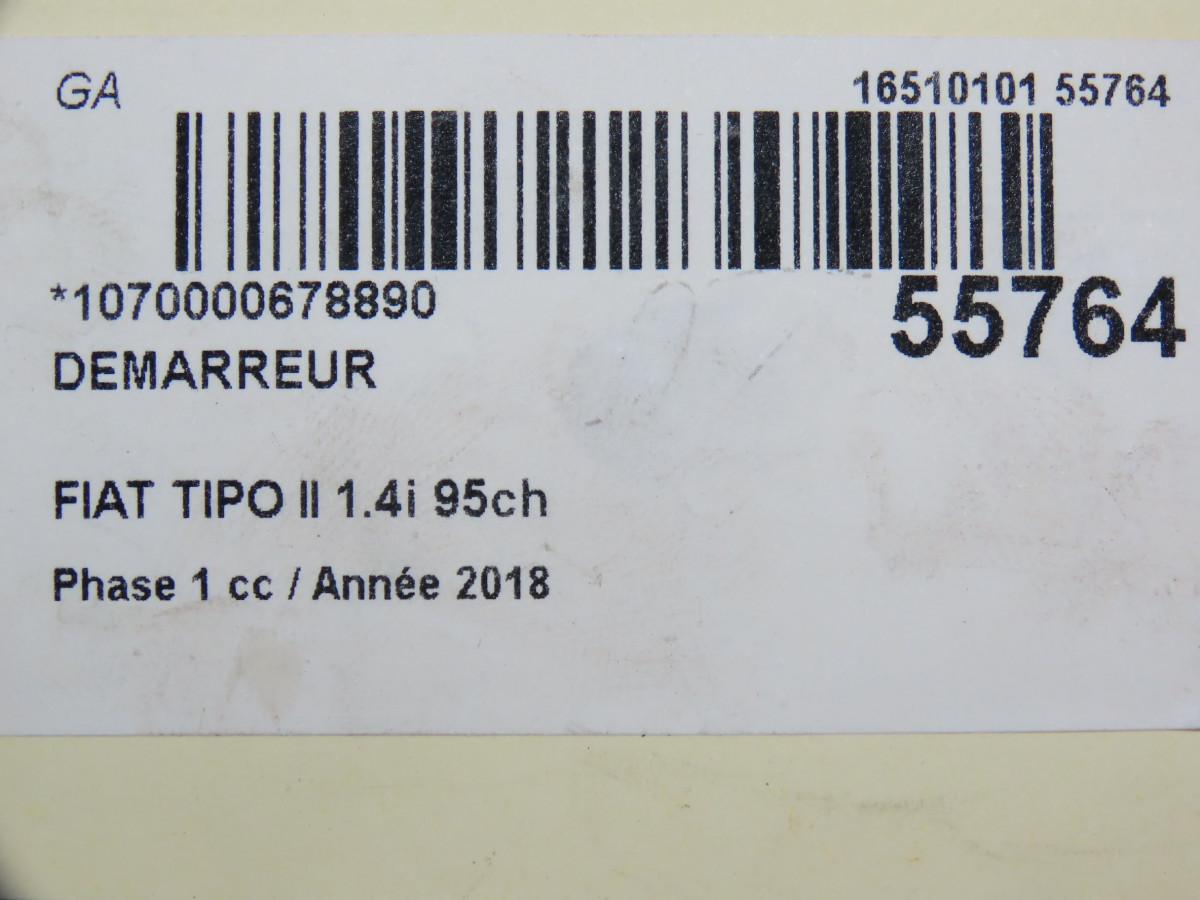 GA
16510101 55764
*1070000678890
55764
DEMARREUR
FIAT TIPO II 1.4i 95ch
Phase 1 cc / Année 2018